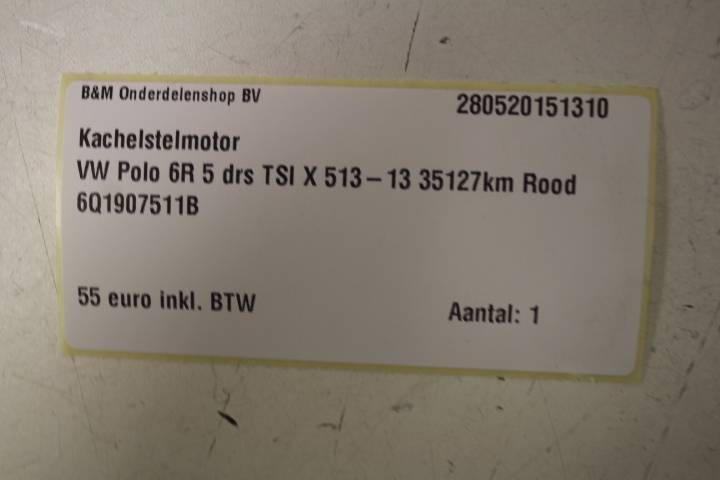 B&M Onderdelenshop BV 280520151310
Kachelstelmotor
VW Polo 6R 5 drs TSI X 513-13 35127km Rood
6Q1907511B
55 euro inkl. BTW Aantal: 1